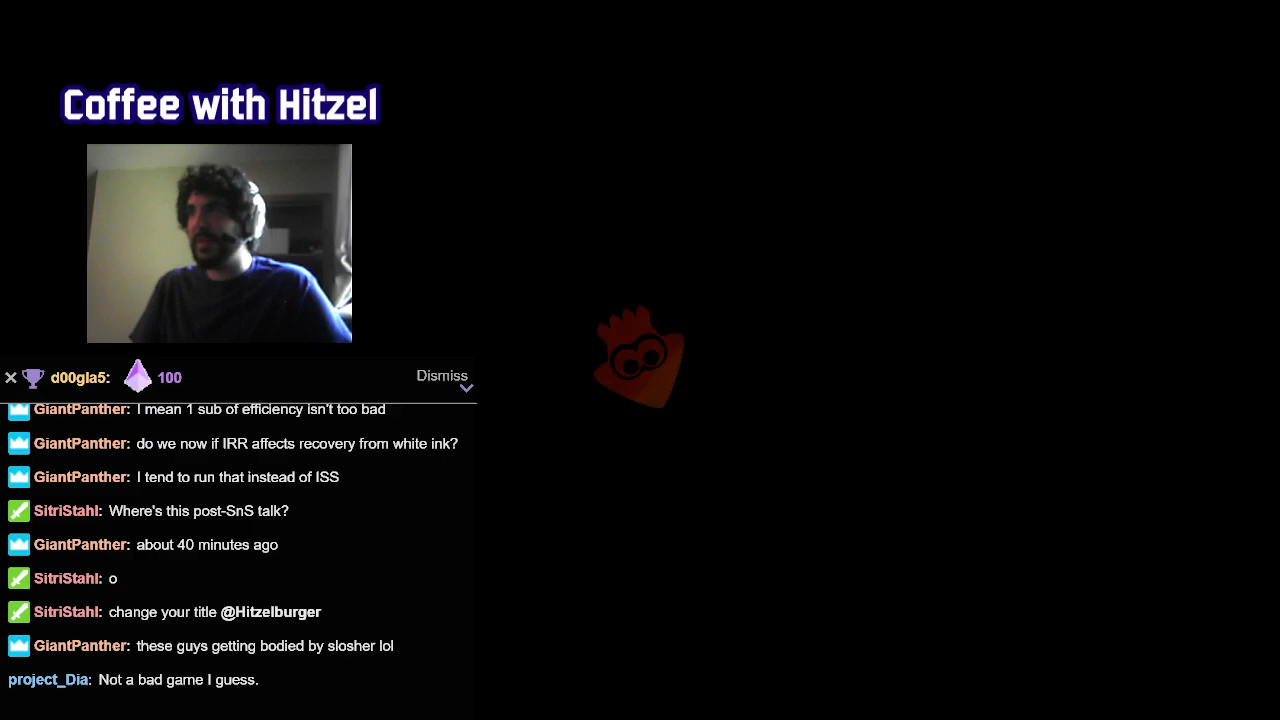 Coffee with Hitzel
d00gla5: 100
Dismiss
GiantPanther: I mean 1 sub of efficiency isn't too bad
GiantPanther: do we now if IRR affects recovery from white ink?
GiantPanther: I tend to run that instead of ISS
SitriStahl: Where's this post-SnS talk?
GiantPanther: about 40 minutes ago
SitriStahl: o
SitriStahl: change your title @Hitzelburger
GiantPanther: these guys getting bodied by slosher lol
project_Dia: Not a bad game I guess.